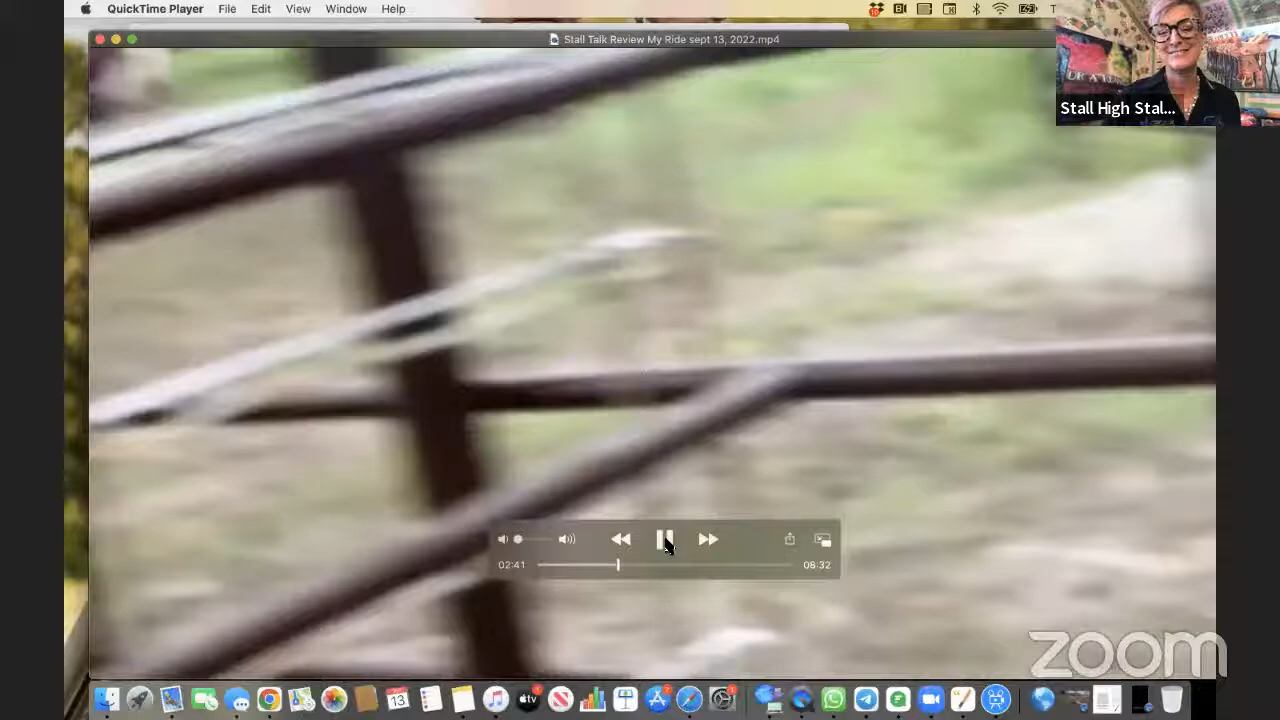 QuickTime Player File Edit View Window Help
Stall Talk Review My Ride sept 13, 2022.mp4
Stall High Stal...
02:41
08:32
zoom
13
tv